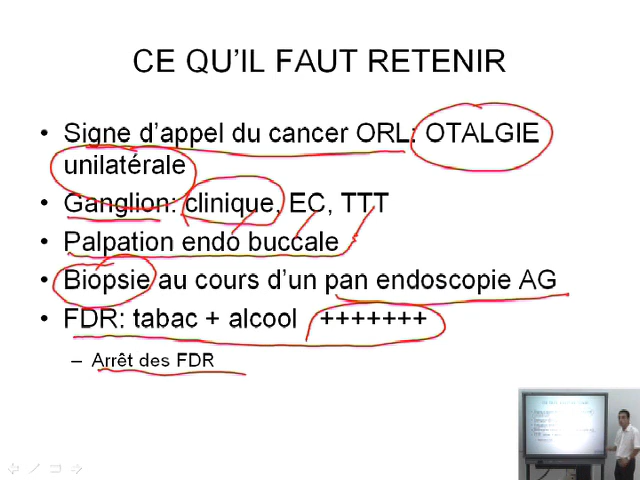 CE QU'IL FAUT RETENIR
• Signe d'appel du cancer ORL: OTALGIE
unilatérale
• Ganglion: clinique, EC, TTT
• Palpation endo buccale
• Biopsie au cours d'un pan endoscopie AG
• FDR: tabac + alcool +++++++
– Arrêt des FDR